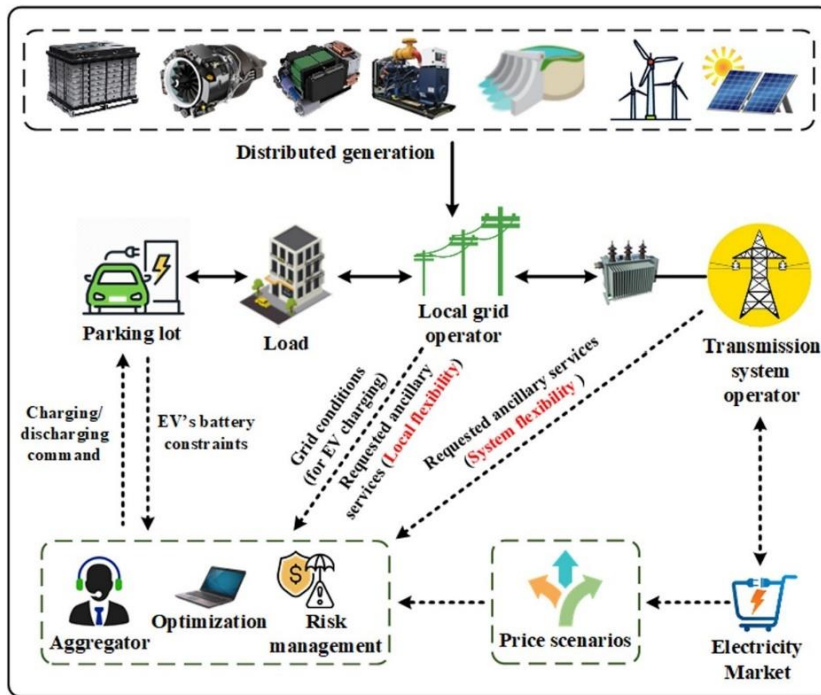 Distributed generation
Parking lot
Load
Local grid
operator
Transmission
system
operator
Charging/
discharging
command
EV's battery
constraints
Grid conditions
(for EV charging)
Requested ancillary
services (Local flexibility)
Requested ancillary services
(System flexibility )
Aggregator
Optimization
Risk
management
Price scenarios
Electricity
Market